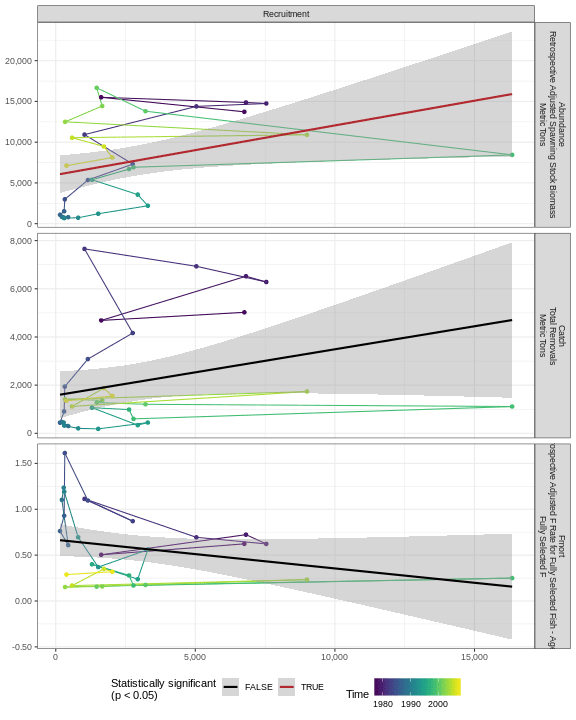 Recruitment
20,000
15,000
10,000
5,000
0
Abundance
Retrospective Adjusted Spawning Stock Biomass
Metric Tons
8,000
6,000
4,000
2,000
0
Catch
Total Removals
Metric Tons
1.50
1.00
0.50
0.00
-0.50
Fmort
Adjusted F Rate for Fully Selected Fish -
Fully Selected F
0
5,000
10,000
15,000
Statistically significant
(p < 0.05)
FALSE
TRUE
Time
1980
1990
2000